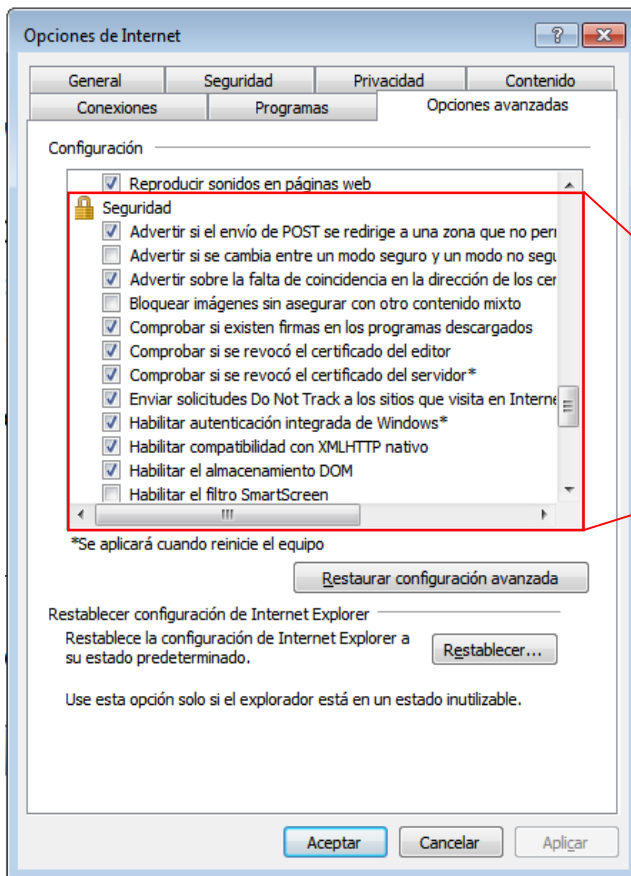 Opciones de Internet
General Seguridad Privacidad Contenido
Conexiones Programas Opciones avanzadas
Configuración
Reproducir sonidos en páginas web
Seguridad
Advertir si el envío de POST se redirige a una zona que no
Advertir si se cambia entre un modo seguro y un modo no
Advertir sobre la falta de coincidencia en la dirección de los
Bloquear imágenes sin asegurar con otro contenido mixto
Comprobar si existen firmas en los programas descargados
Comprobar si se revocó el certificado del editor
Comprobar si se revocó el certificado del servidor*
Enviar solicitudes Do Not Track a los sitios que visita en
Habilitar autenticación integrada de Windows*
Habilitar compatibilidad con XMLHTTP nativo
Habilitar el almacenamiento DOM
Habilitar el filtro SmartScreen
*Se aplicará cuando reinicie el equipo
Restaurar configuración avanzada
Restablecer configuración de Internet Explorer
Restablece la configuración de Internet Explorer a
su estado predeterminado.
Restablecer...
Use esta opción solo si el explorador está en un estado inutilizable.
Aceptar Cancelar Aplicar